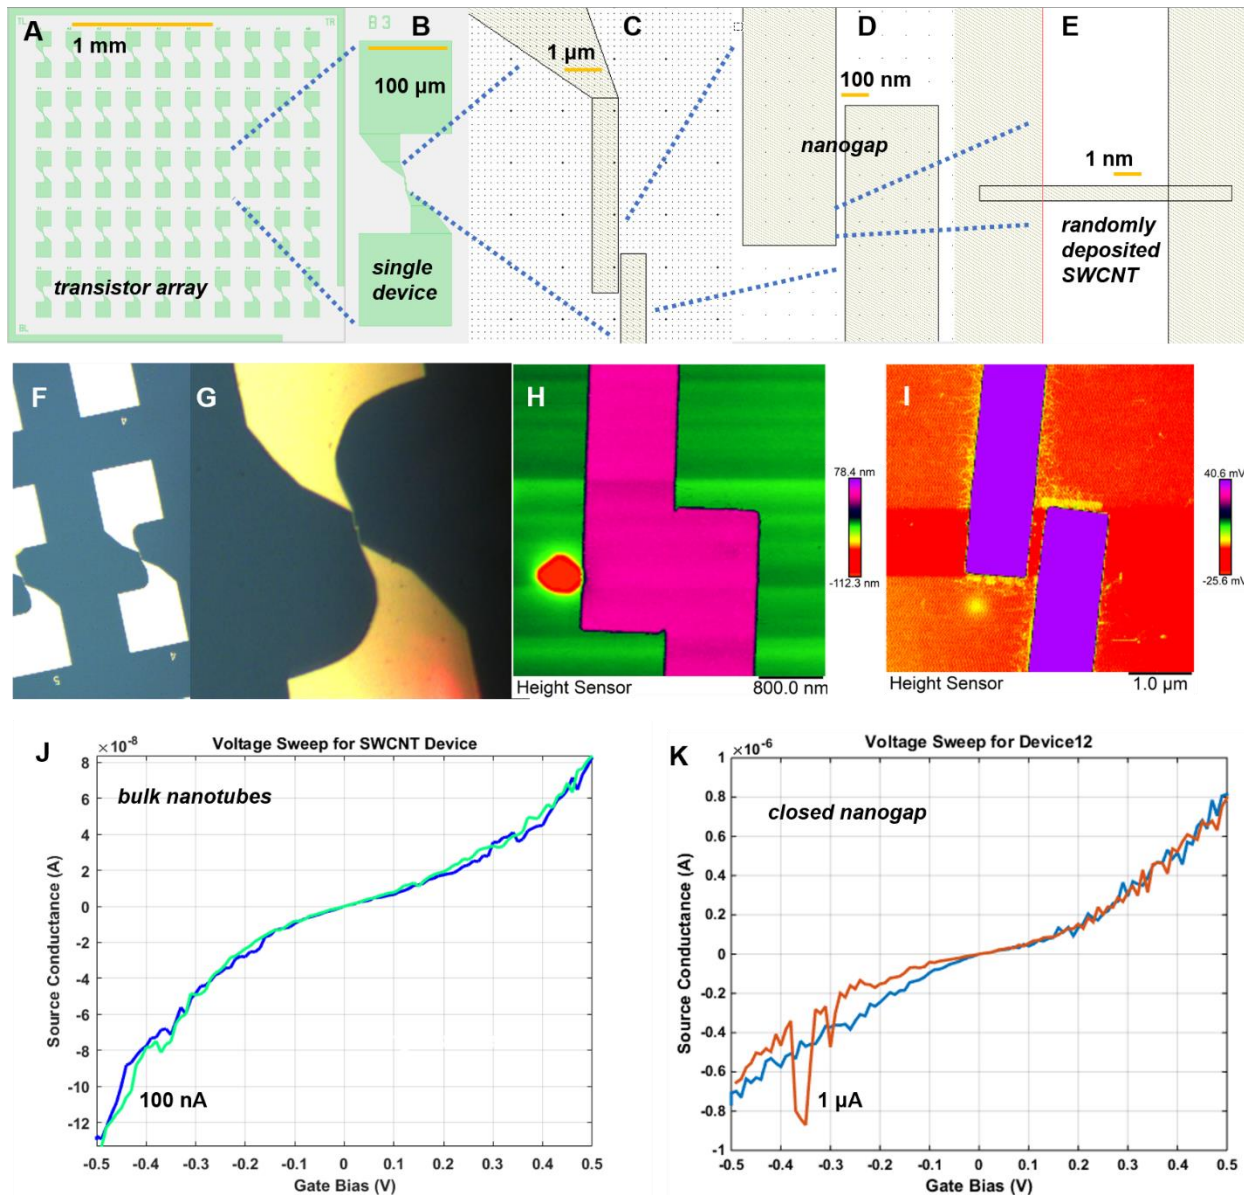 A
TL
TR
1 mm
transistor array
BL
B 3
B
100 µm
single
device
C
1 µm
D
100 nm
nanogap
E
1 nm
randomly
deposited
SWCNT
F
4
4
5
G
H
78.4 nm
-112.3 nm
Height Sensor
800.0 nm
I
40.6 mV
-25.6 mV
Height Sensor
1.0 µm
J
×10⁻⁸
Voltage Sweep for SWCNT Device
bulk nanotubes
8
6
4
2
0
-2
-4
-6
-8
-10
-12
100 nA
Source Conductance (A)
-0.5 -0.4 -0.3 -0.2 -0.1 0 0.1 0.2 0.3 0.4 0.5
Gate Bias (V)
K
×10⁻⁶
Voltage Sweep for Device12
closed nanogap
1
0.8
0.6
0.4
0.2
0
-0.2
-0.4
-0.6
-0.8
-1
1 µA
Source Conductance (A)
-0.5 -0.4 -0.3 -0.2 -0.1 0 0.1 0.2 0.3 0.4 0.5
Gate Bias (V)